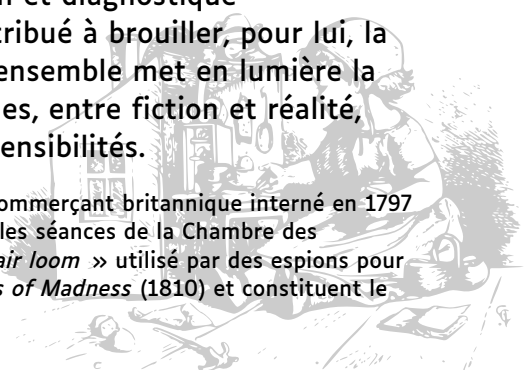 n et diagnostique
tribué à brouiller, pour lui, la
ensemble met en lumière la
es, entre fiction et réalité,
ensibilités.
ommerçant britannique interné en 1797
les séances de la Chambre des
air loom » utilisé par des espions pour
s of Madness (1810) et constituent le